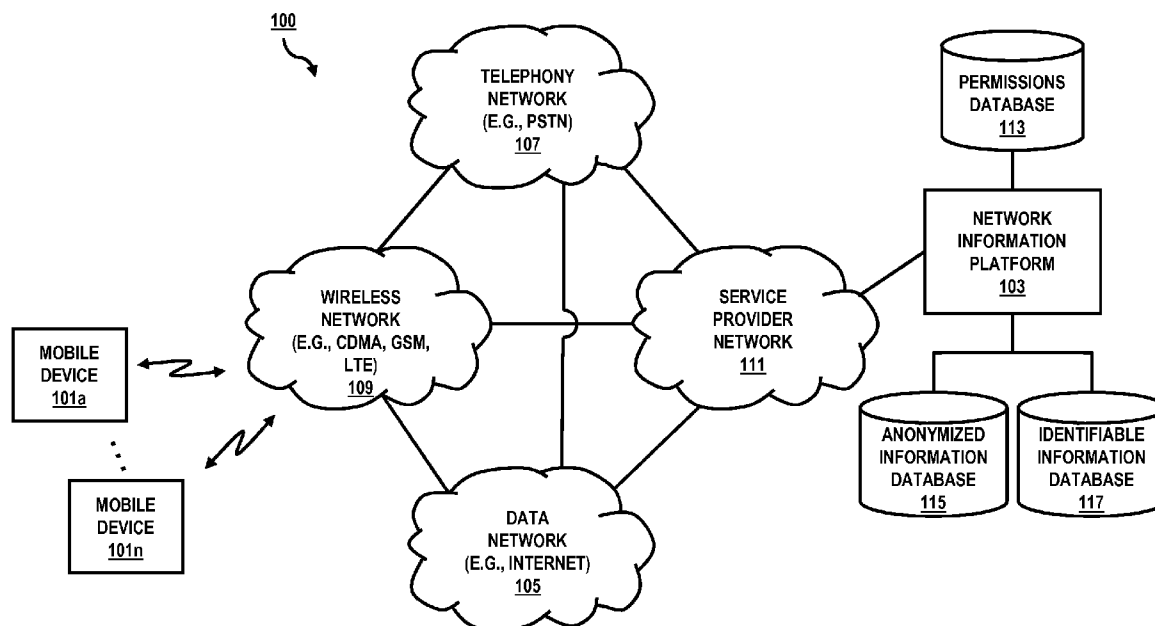 100
TELEPHONY
NETWORK
(E.G., PSTN)
107
PERMISSIONS
DATABASE
113
NETWORK
INFORMATION
PLATFORM
103
WIRELESS
NETWORK
(E.G., CDMA, GSM,
LTE)
109
SERVICE
PROVIDER
NETWORK
111
MOBILE
DEVICE
101a
MOBILE
DEVICE
101n
ANONYMIZED
INFORMATION
DATABASE
115
IDENTIFIABLE
INFORMATION
DATABASE
117
DATA
NETWORK
(E.G., INTERNET)
105